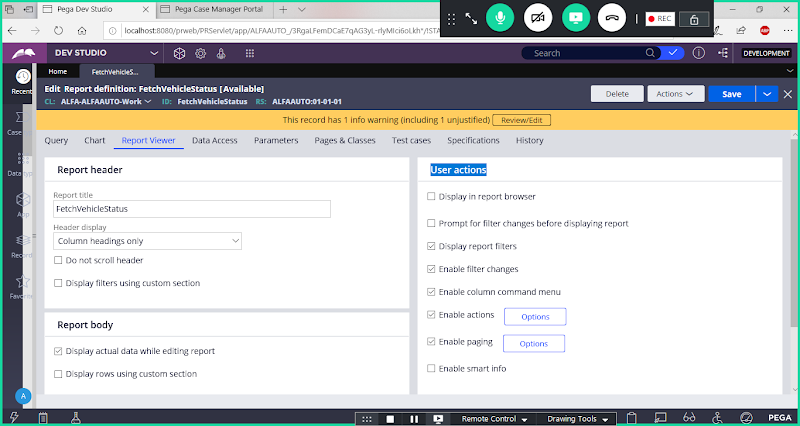 Pega Dev Studio
Pega Case Manager Portal
REC
localhost:8080/prweb/PRServlet/app/ALFAAUTO_/3RgaLFemDCaE7qAG3yL-rlyMIci6oI.kh*/!STA
ABP
DEV STUDIO
Search
DEVELOPMENT
Home
FetchVehicleS...
Recent
Edit Report definition: FetchVehicleStatus [Available]
CL: ALFA-ALFAAUTO-Work ID: FetchVehicleStatus RS: ALFAAUTO:01-01-01
Delete
Actions
Save
This record has 1 info warning (including 1 unjustified)
Review/Edit
Query
Chart
Report Viewer
Data Access
Parameters
Pages & Classes
Test cases
Specifications
History
Case
Data typ
App
Record
Favori
A
Report header
Report title
FetchVehicleStatus
Header display
Column headings only
Do not scroll header
Display filters using custom section
Report body
Display actual data while editing report
Display rows using custom section
User actions
Display in report browser
Prompt for filter changes before displaying report
Display report filters
Enable filter changes
Enable column command menu
Enable actions
Options
Enable paging
Options
Enable smart info
Remote Control
Drawing Tools
PEGA